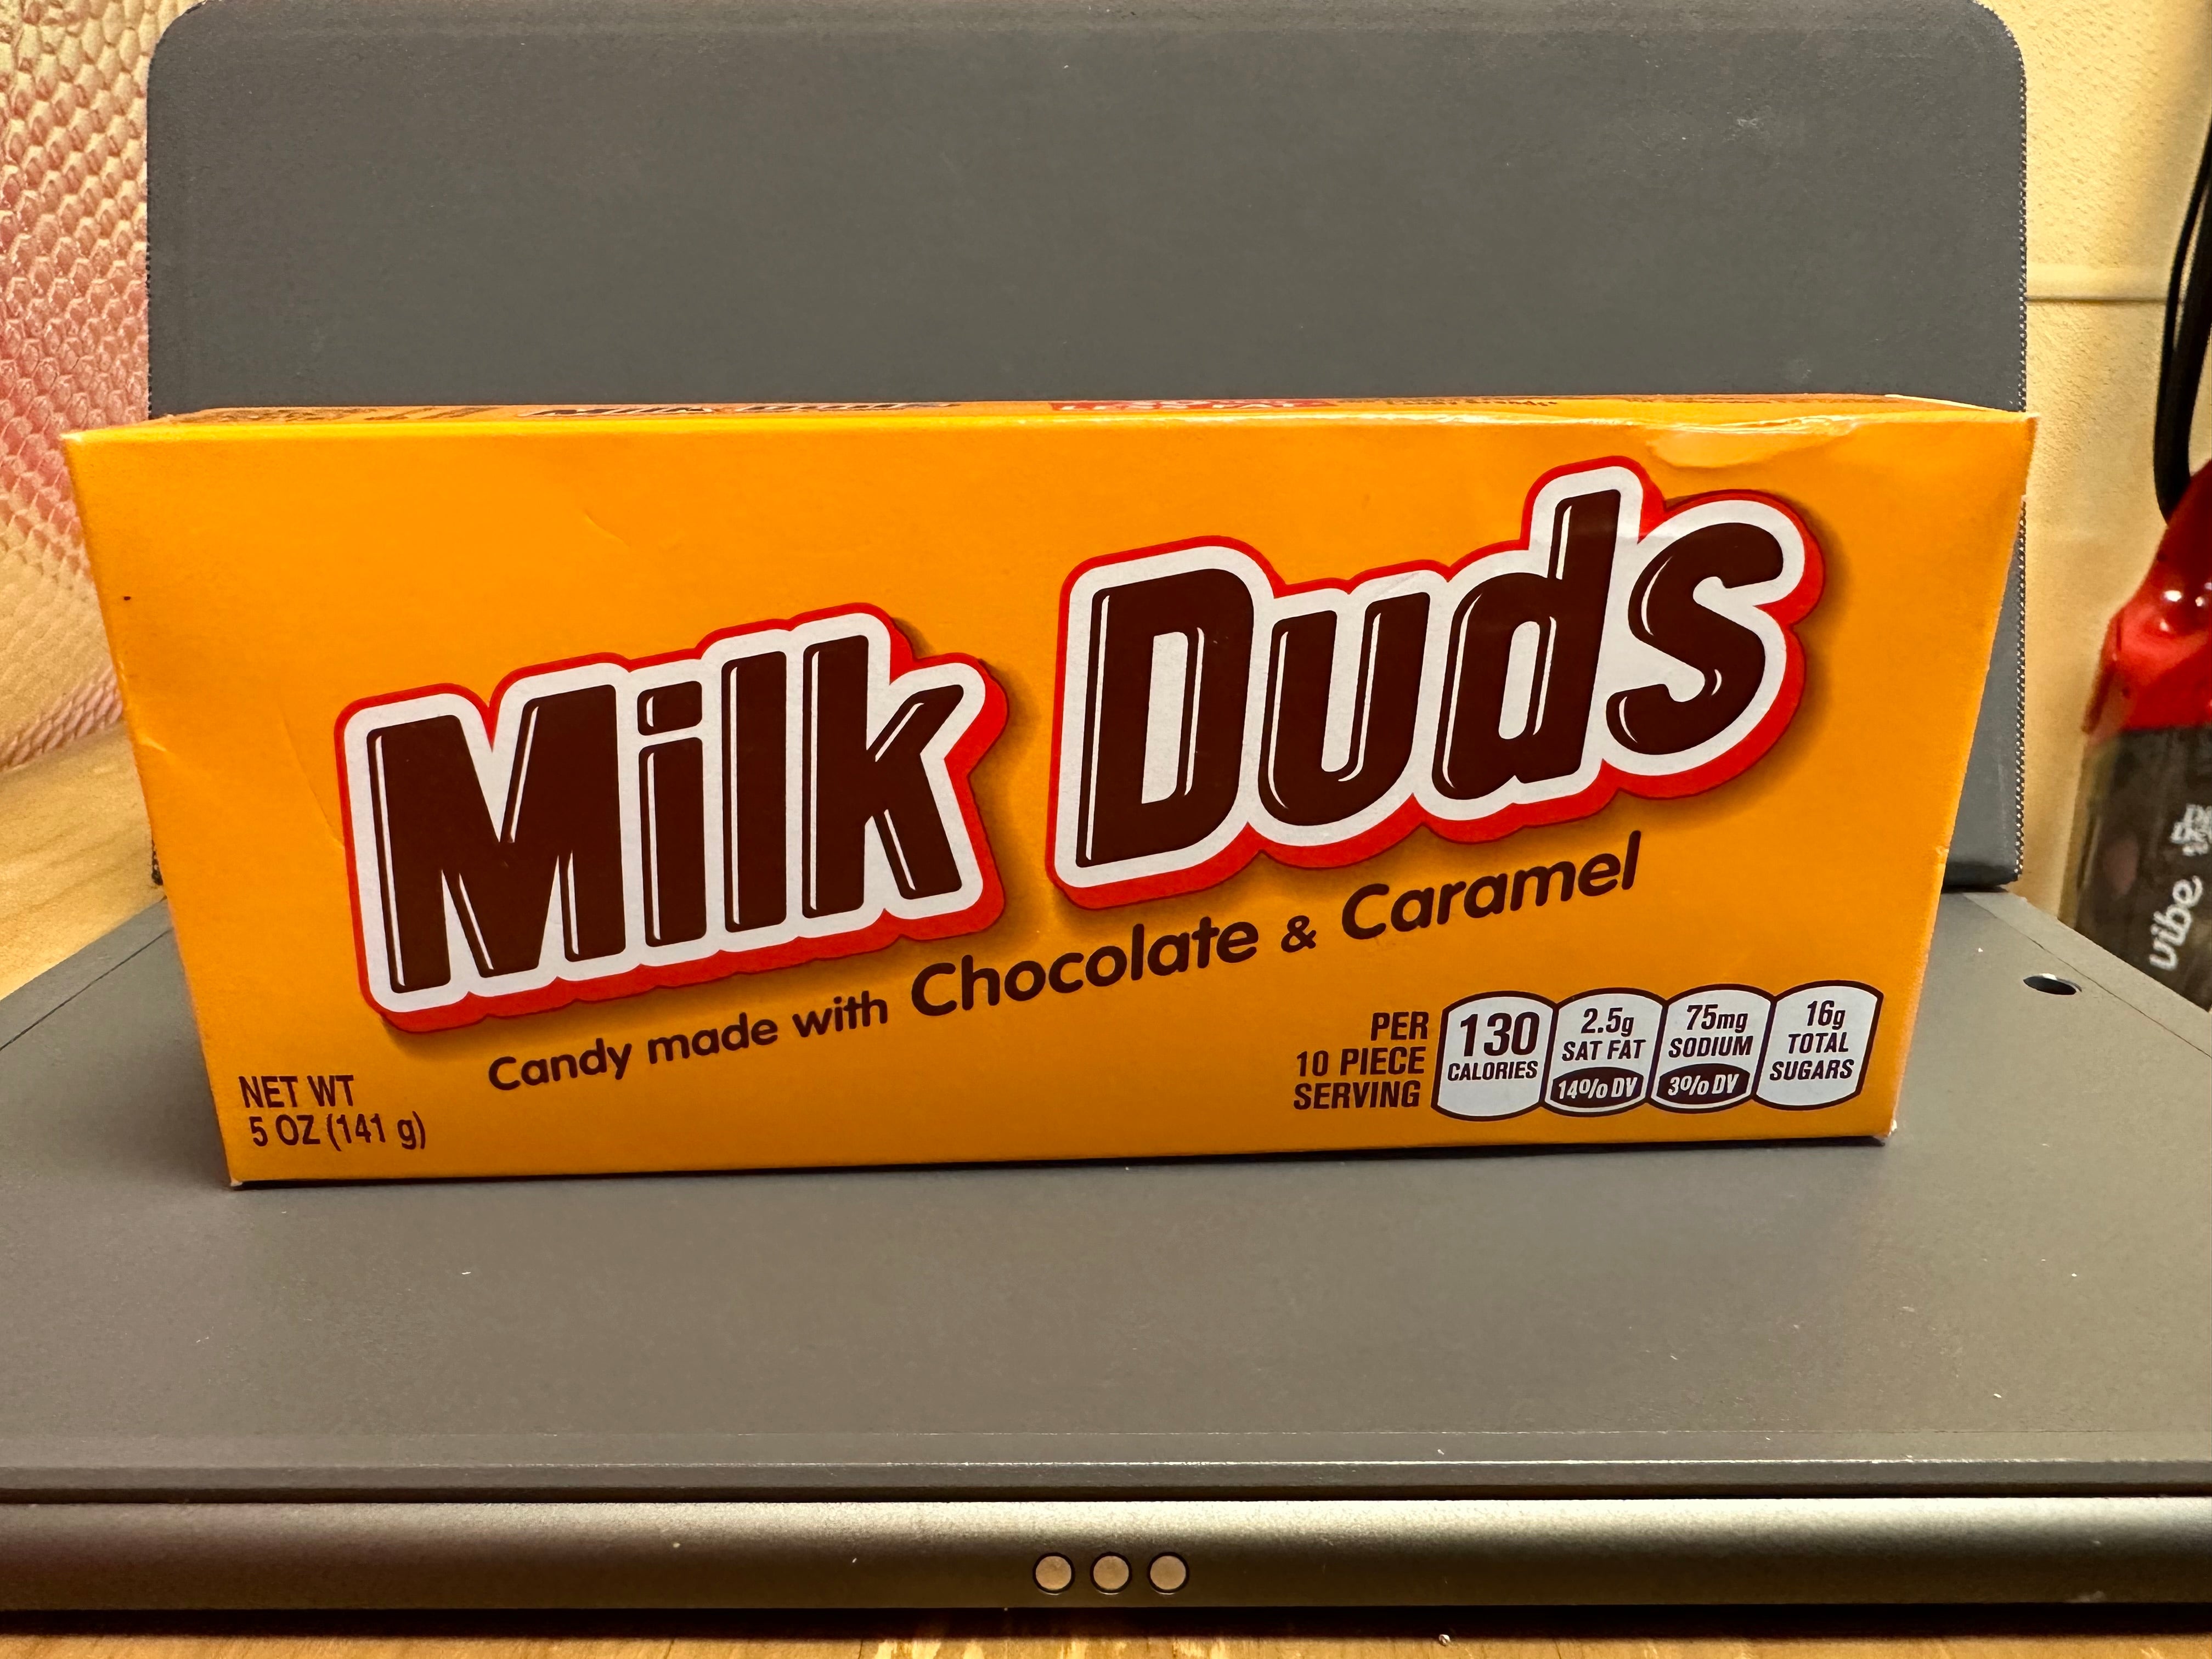 Milk Duds
Candy made with Chocolate & Caramel
NET WT
5 OZ (141 g)
PER
10 PIECE
SERVING
130
CALORIES
2.5g
SAT FAT
14% DV
75mg
SODIUM
3% DV
16g
TOTAL
SUGARS
vibe